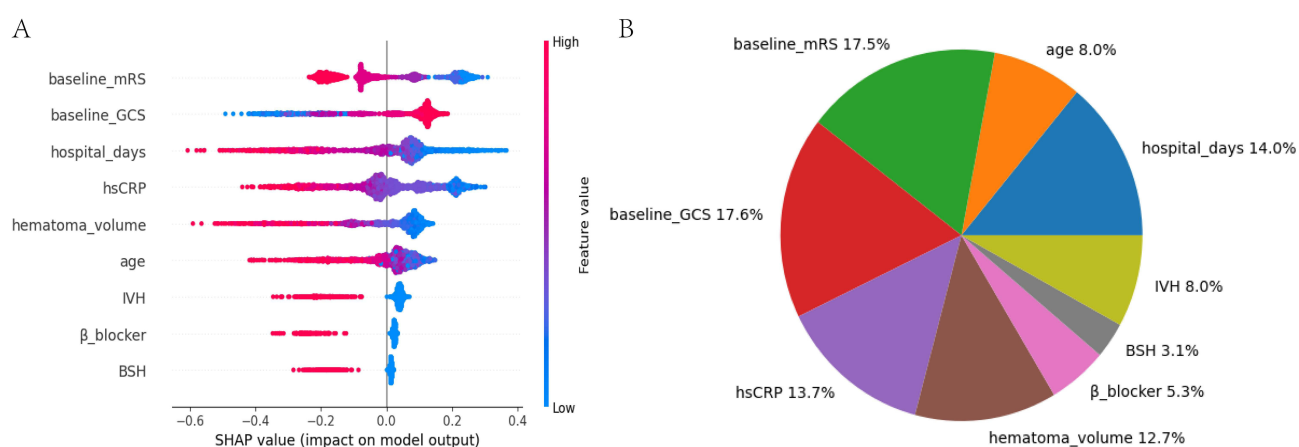 A
baseline_mRS
baseline_GCS
hospital_days
hsCRP
hematoma_volume
age
IVH
β_blocker
BSH
−0.6 −0.4 −0.2 0.0 0.2 0.4
SHAP value (impact on model output)
High
Feature value
Low
B
baseline_mRS 17.5%
age 8.0%
hospital_days 14.0%
baseline_GCS 17.6%
IVH 8.0%
BSH 3.1%
hsCRP 13.7%
β_blocker 5.3%
hematoma_volume 12.7%